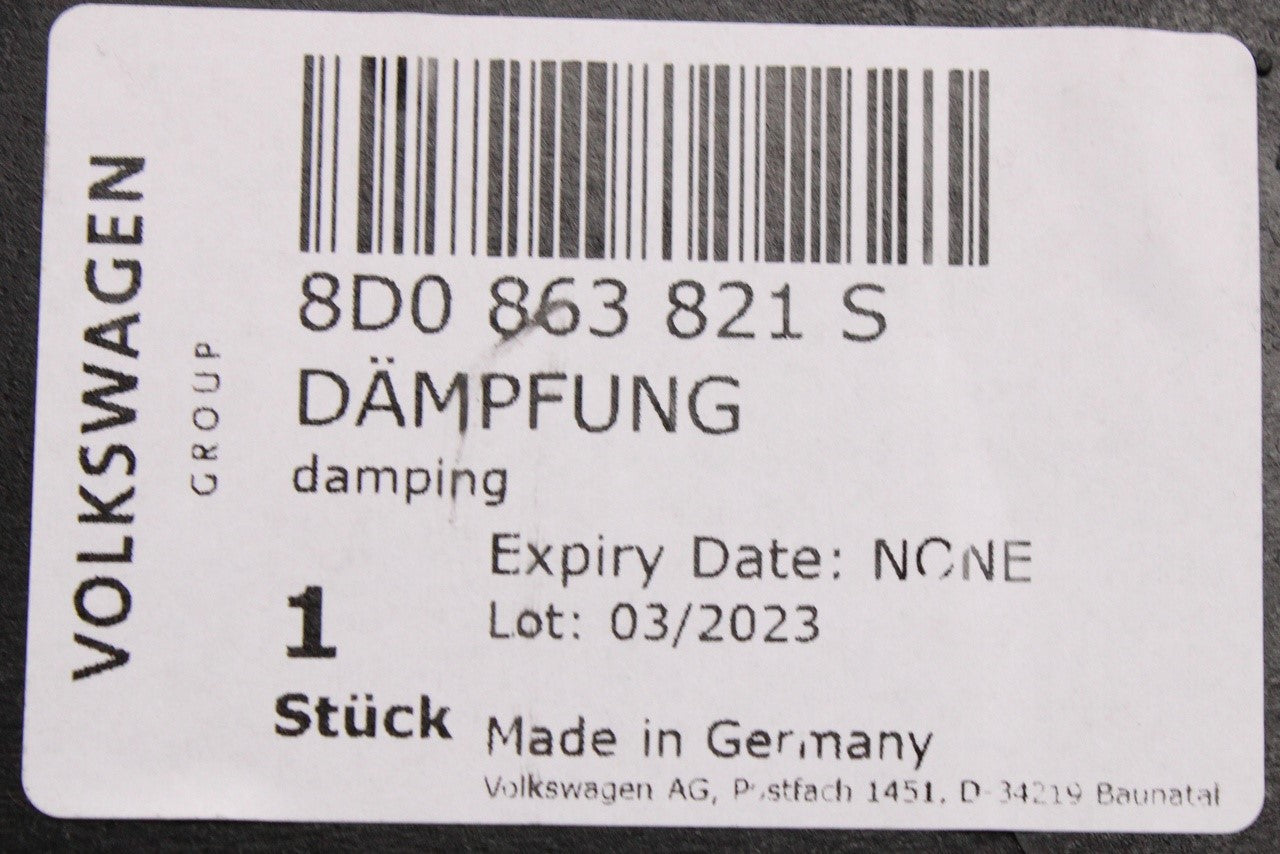 VOLKSWAGEN
GROUP
8D0 863 821 S
DÄMPFUNG
damping
Expiry Date: NONE
Lot: 03/2023
1
Stück
Made in Germany
Volkswagen AG, Postfach 1451, D-34219 Baunatal